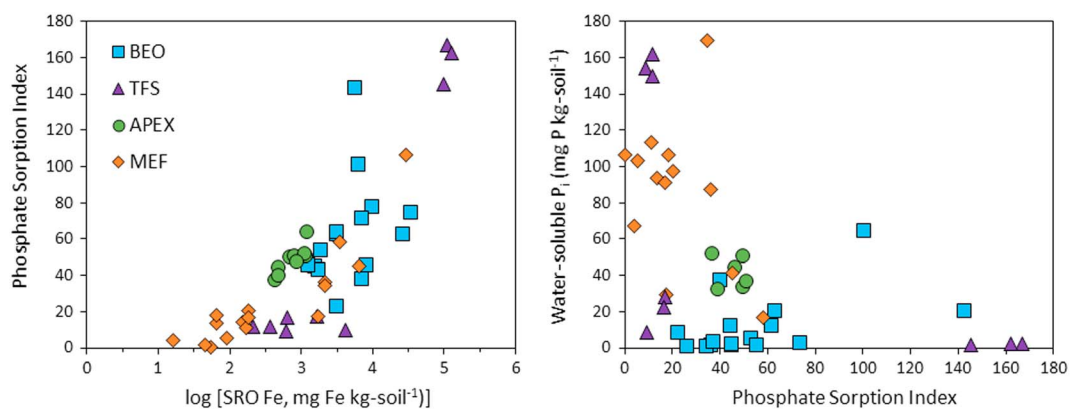 Phosphate Sorption Index
180
160
140
120
100
80
60
40
20
0
BEO
TFS
APEX
MEF
0 1 2 3 4 5 6
log [SRO Fe, mg Fe kg-soil⁻¹)]
Water-soluble Pᵢ (mg P kg-soil⁻¹)
180
160
140
120
100
80
60
40
20
0
0 20 40 60 80 100 120 140 160 180
Phosphate Sorption Index